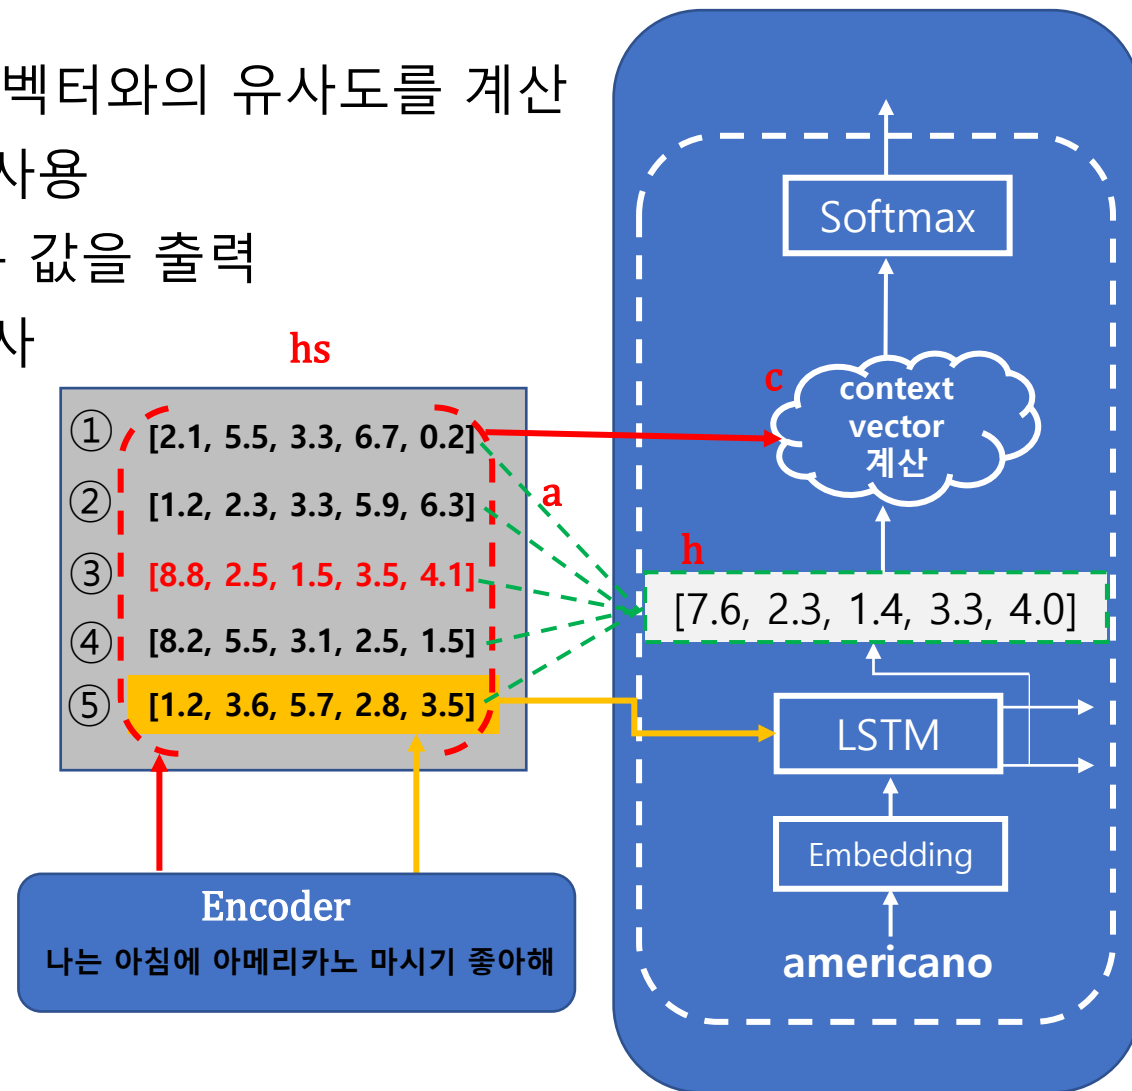 벡터와의 유사도를 계산
사용
값을 출력
hs
① [2.1, 5.5, 3.3, 6.7, 0.2]
② [1.2, 2.3, 3.3, 5.9, 6.3]
③ [8.8, 2.5, 1.5, 3.5, 4.1]
④ [8.2, 5.5, 3.1, 2.5, 1.5]
⑤ [1.2, 3.6, 5.7, 2.8, 3.5]
a
Encoder
나는 아침에 아메리카노 마시기 좋아해
Softmax
c
context
vector
계산
h
[7.6, 2.3, 1.4, 3.3, 4.0]
LSTM
Embedding
americano